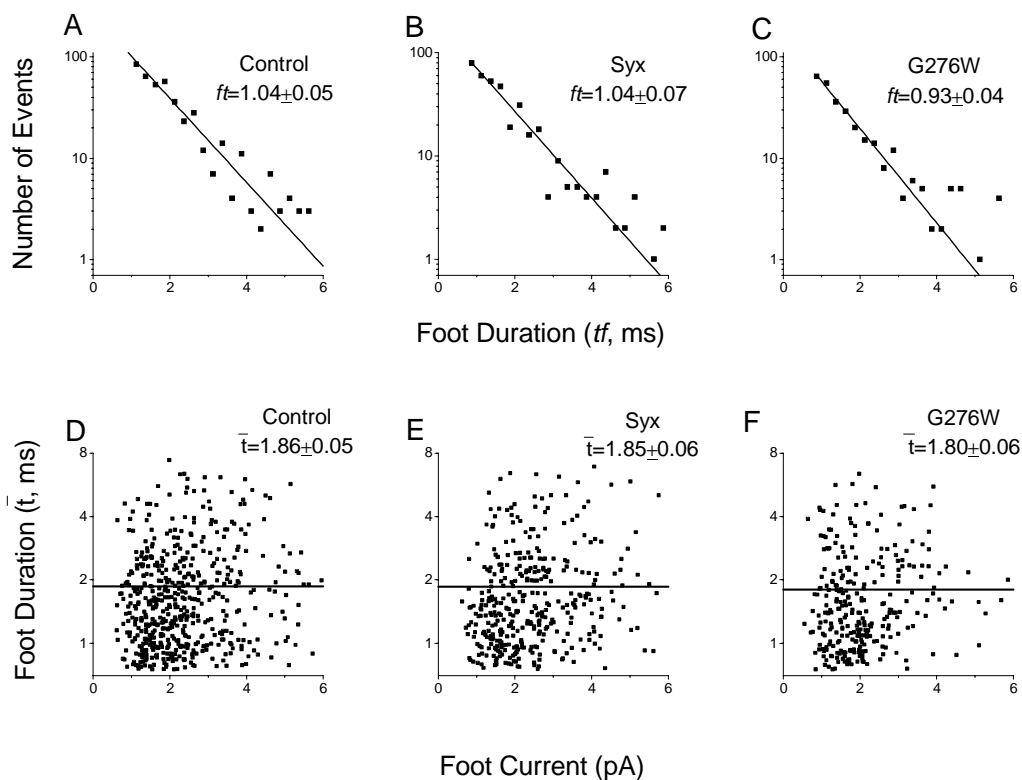 A
Control
ft=1.04±0.05
B
Syx
ft=1.04±0.07
C
G276W
ft=0.93±0.04
Number of Events
100
10
1
0 2 4 6
100
10
1
0 2 4 6
100
10
1
0 2 4 6
Foot Duration (tf, ms)
D
Control
t̄=1.86±0.05
E
Syx
t̄=1.85±0.06
F
G276W
t̄=1.80±0.06
Foot Duration (t̄, ms)
8
4
2
1
0 2 4 6
8
4
2
1
0 2 4 6
8
4
2
1
0 2 4 6
Foot Current (pA)